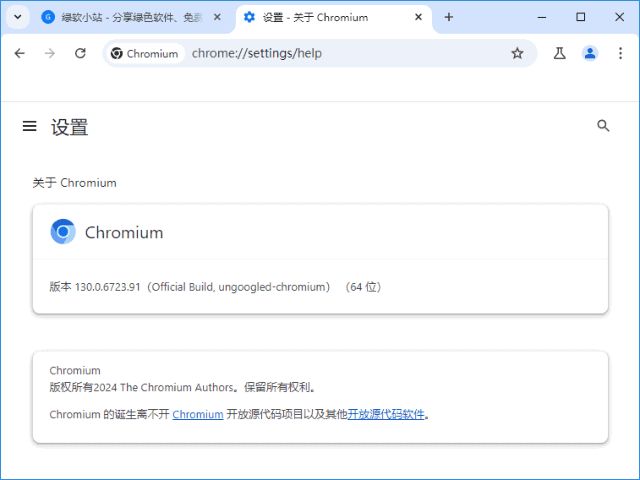 绿软小站 - 分享绿色软件、免
设置 - 关于 Chromium
Chromium
chrome://settings/help
设置
关于 Chromium
Chromium
版本 130.0.6723.91（Official Build, ungoogled-chromium） （64 位）
Chromium
版权所有2024 The Chromium Authors。保留所有权利。
Chromium 的诞生离不开 Chromium 开放源代码项目以及其他开放源代码软件。